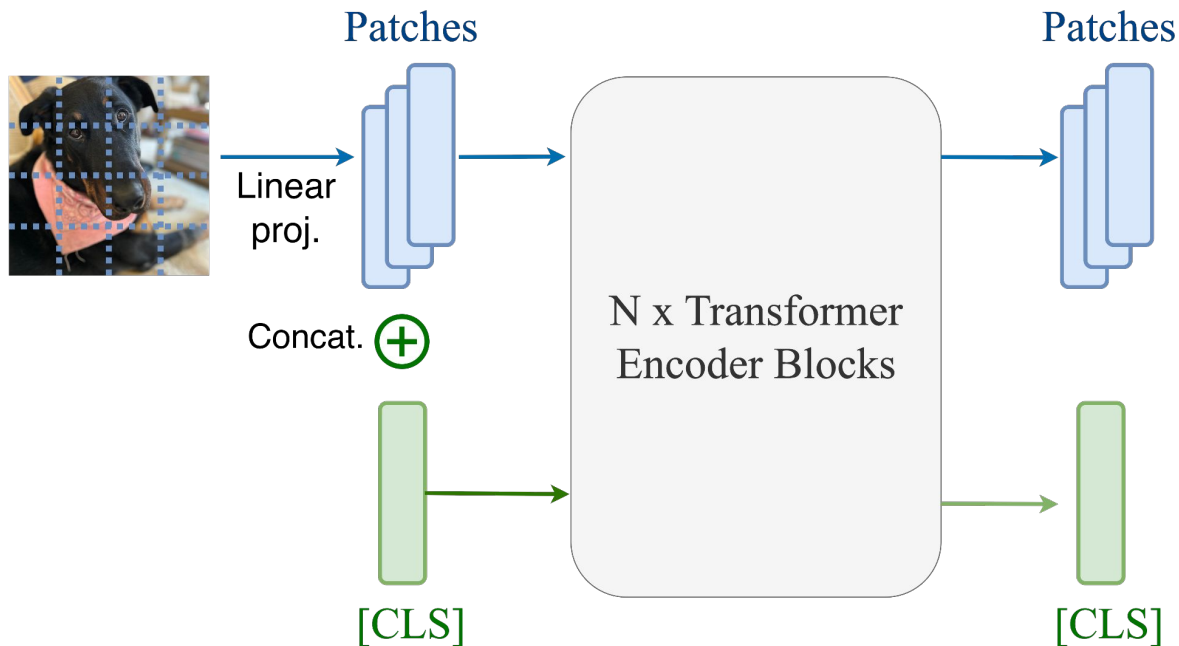 Patches
Patches
Linear
proj.
N x Transformer
Encoder Blocks
Concat.
[CLS]
[CLS]